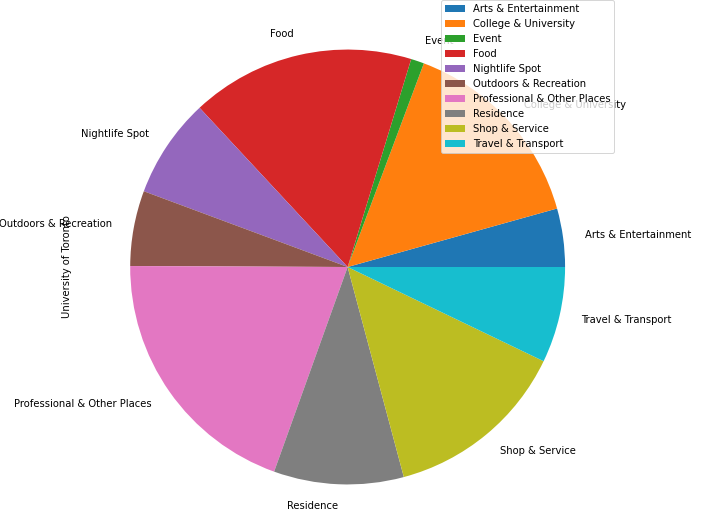 Food
Event
Arts & Entertainment
College & University
Event
Food
Nightlife Spot
Outdoors & Recreation
Professional & Other Places
Residence
Shop & Service
Travel & Transport
College & University
Nightlife Spot
Outdoors & Recreation
University of Toronto
Arts & Entertainment
Travel & Transport
Professional & Other Places
Shop & Service
Residence